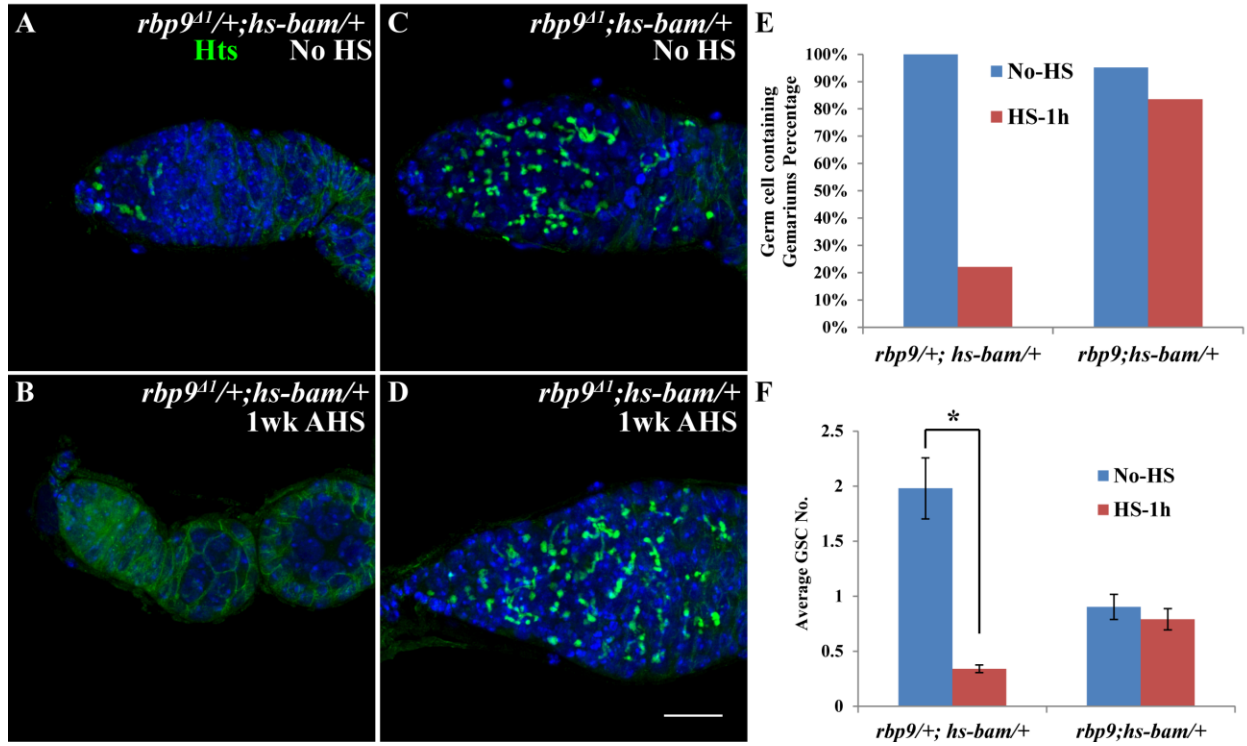 A
rbp9Δ1/+;hs-bam/+
Hts No HS
C
rbp9Δ1;hs-bam/+
No HS
B
rbp9Δ1/+;hs-bam/+
1wk AHS
D
rbp9Δ1;hs-bam/+
1wk AHS
E
Germ cell containing
Gemariums Percentage
100%
90%
80%
70%
60%
50%
40%
30%
20%
10%
0%
No-HS
HS-1h
rbp9/+; hs-bam/+
rbp9;hs-bam/+
F
Average GSC No.
2.5
2
1.5
1
0.5
0
*
No-HS
HS-1h
rbp9/+; hs-bam/+
rbp9;hs-bam/+